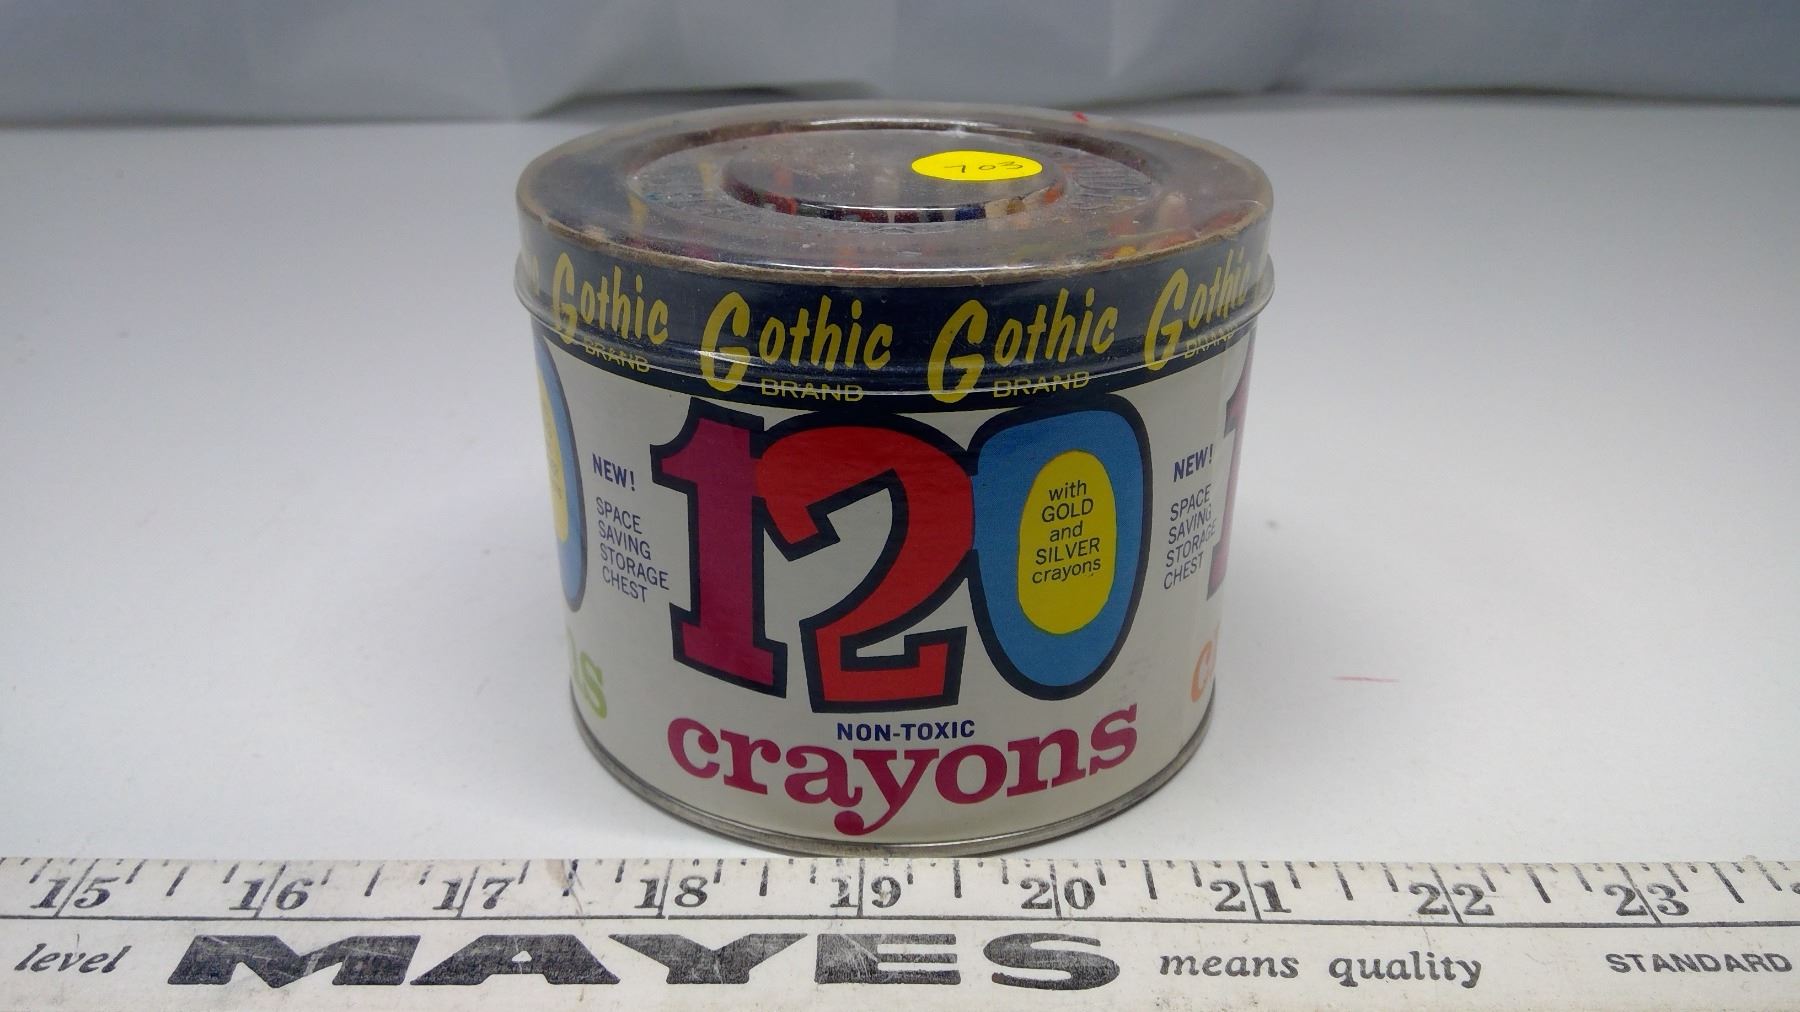 703
Gothic Gothic Gothic Gothic
BRAND BRAND BRAND BRAND
NEW!
SPACE
SAVING
STORAGE
CHEST
120
with
GOLD
and
SILVER
crayons
NON-TOXIC
crayons
NEW!
SPACE
SAVING
STORAGE
CHEST
15 16 17 18 19 20 21 22 23
level MAYES means quality STANDARD